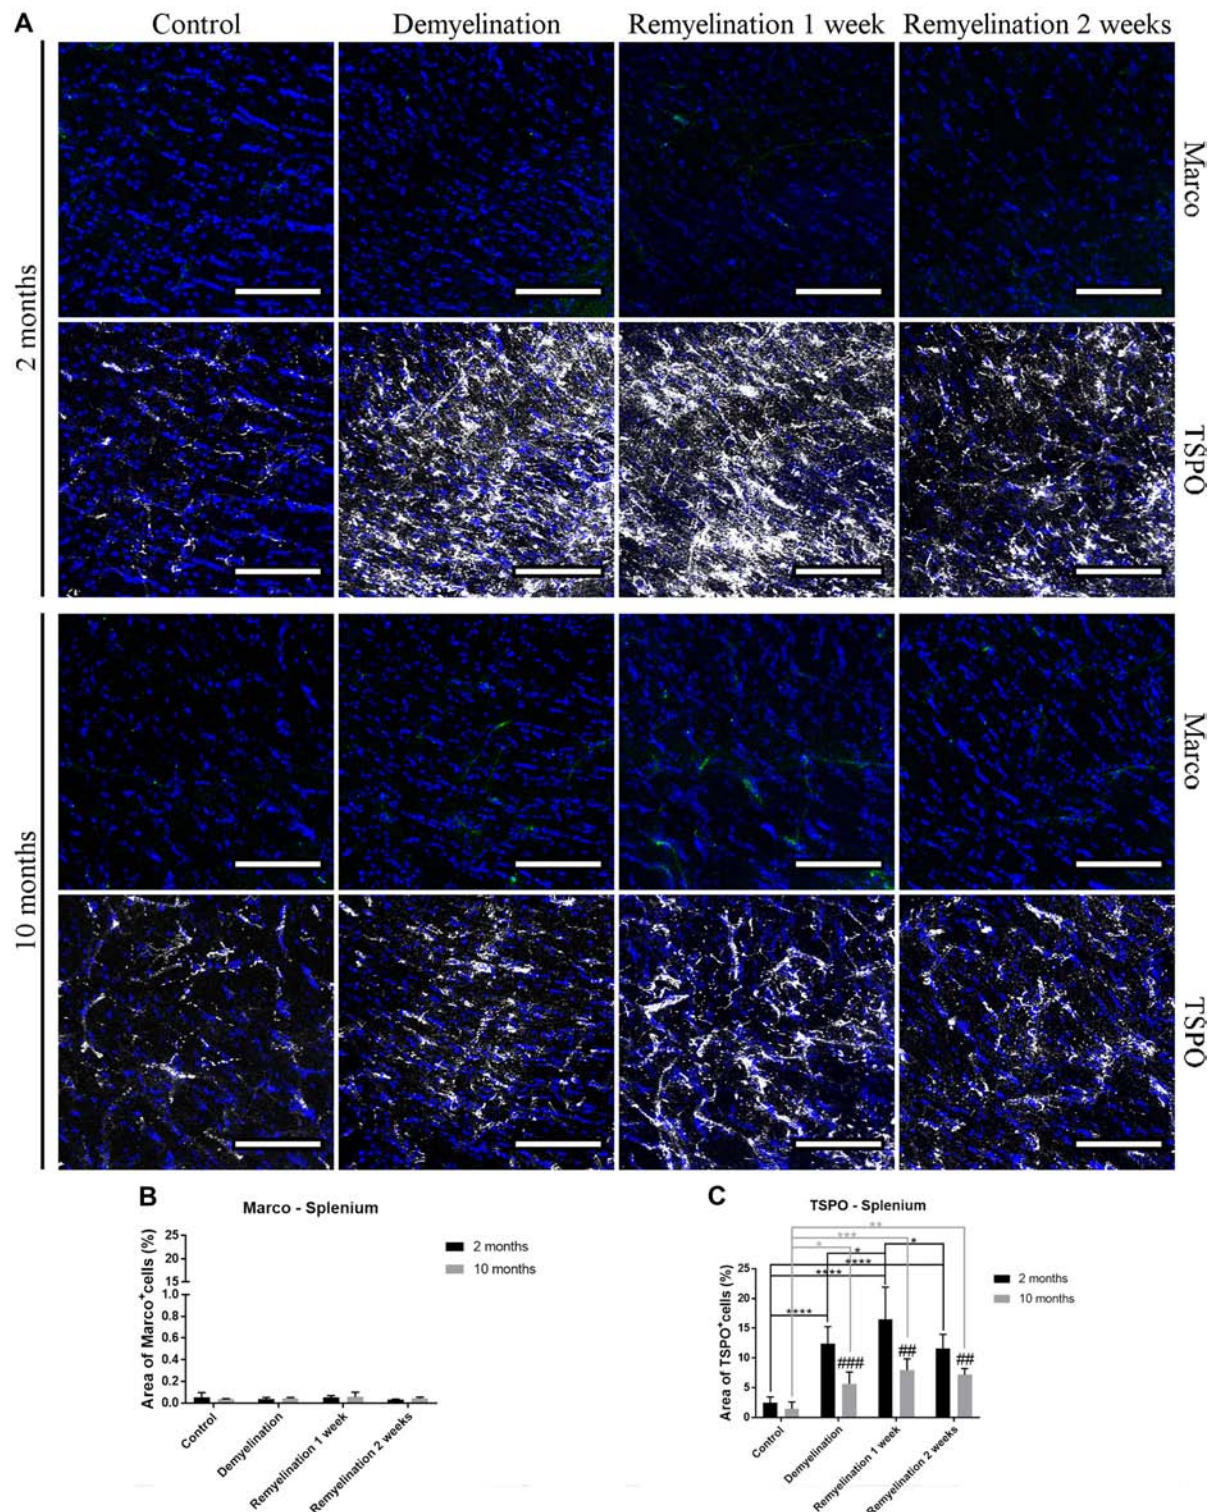 A
Control Demyelination Remyelination 1 week Remyelination 2 weeks
2 months
Marco
TSPO
10 months
Marco
TSPO
B
Marco - Splenium
Area of Marco+cells (%)
25
20
15
1.0
0.8
0.6
0.4
0.2
0.0
2 months
10 months
Control Demyelination Remyelination 1 week Remyelination 2 weeks
C
TSPO - Splenium
Area of TSPO+cells (%)
**
***
*
* *
****
****
****
25
20
15
10
5
0
### ## ##
2 months
10 months
Control Demyelination Remyelination 1 week Remyelination 2 weeks